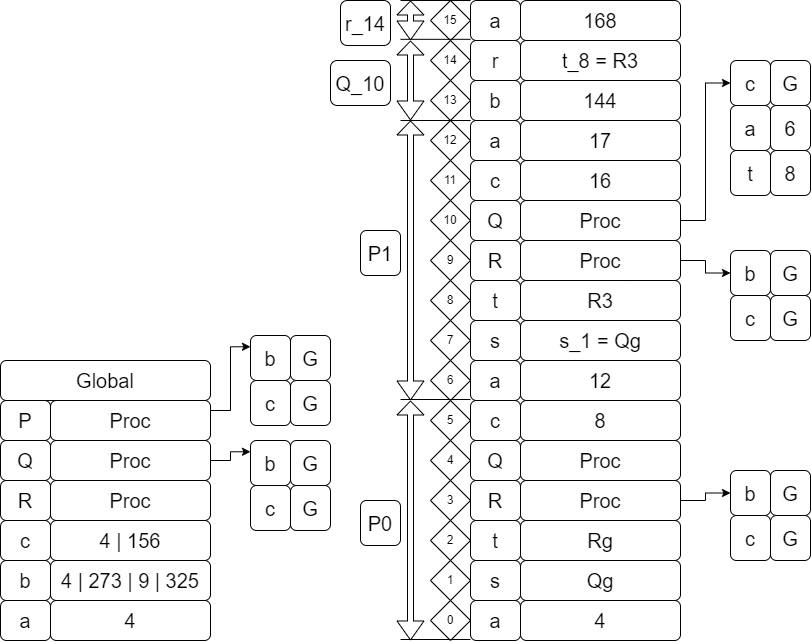 r_14
15 a 168
Q_10
14 r t_8 = R3
13 b 144
c G
a 6
t 8
P1
12 a 17
11 c 16
10 Q Proc
9 R Proc
8 t R3
7 s s_1 = Qg
6 a 12
b G
c G
Global
P Proc
Q Proc
R Proc
c 4 | 156
b 4 | 273 | 9 | 325
a 4
b G
c G
b G
c G
P0
5 c 8
4 Q Proc
3 R Proc
2 t Rg
1 s Qg
0 a 4
b G
c G